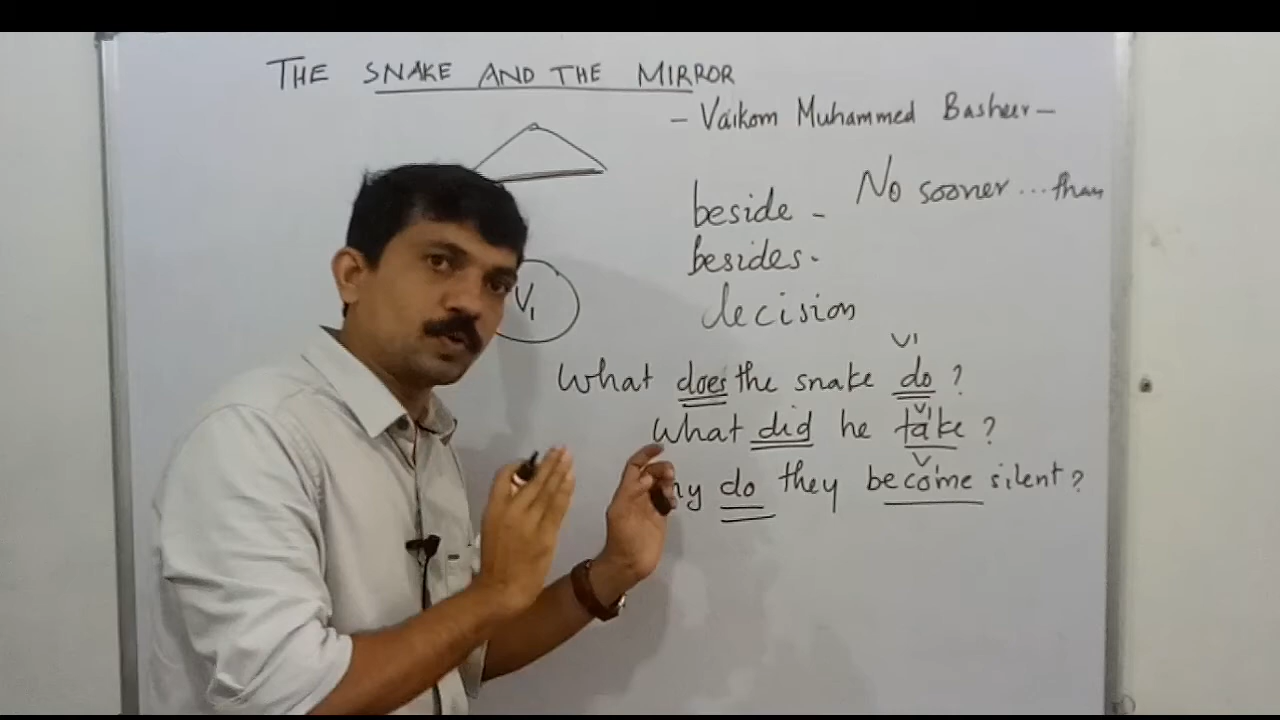 THE SNAKE AND THE MIRROR
- Vaikom Muhammed Basheer -
beside - No sooner ... than
besides -
decision
V1
V1
What does the snake do ?
V1
What did he take ?
V1
do they become silent ?